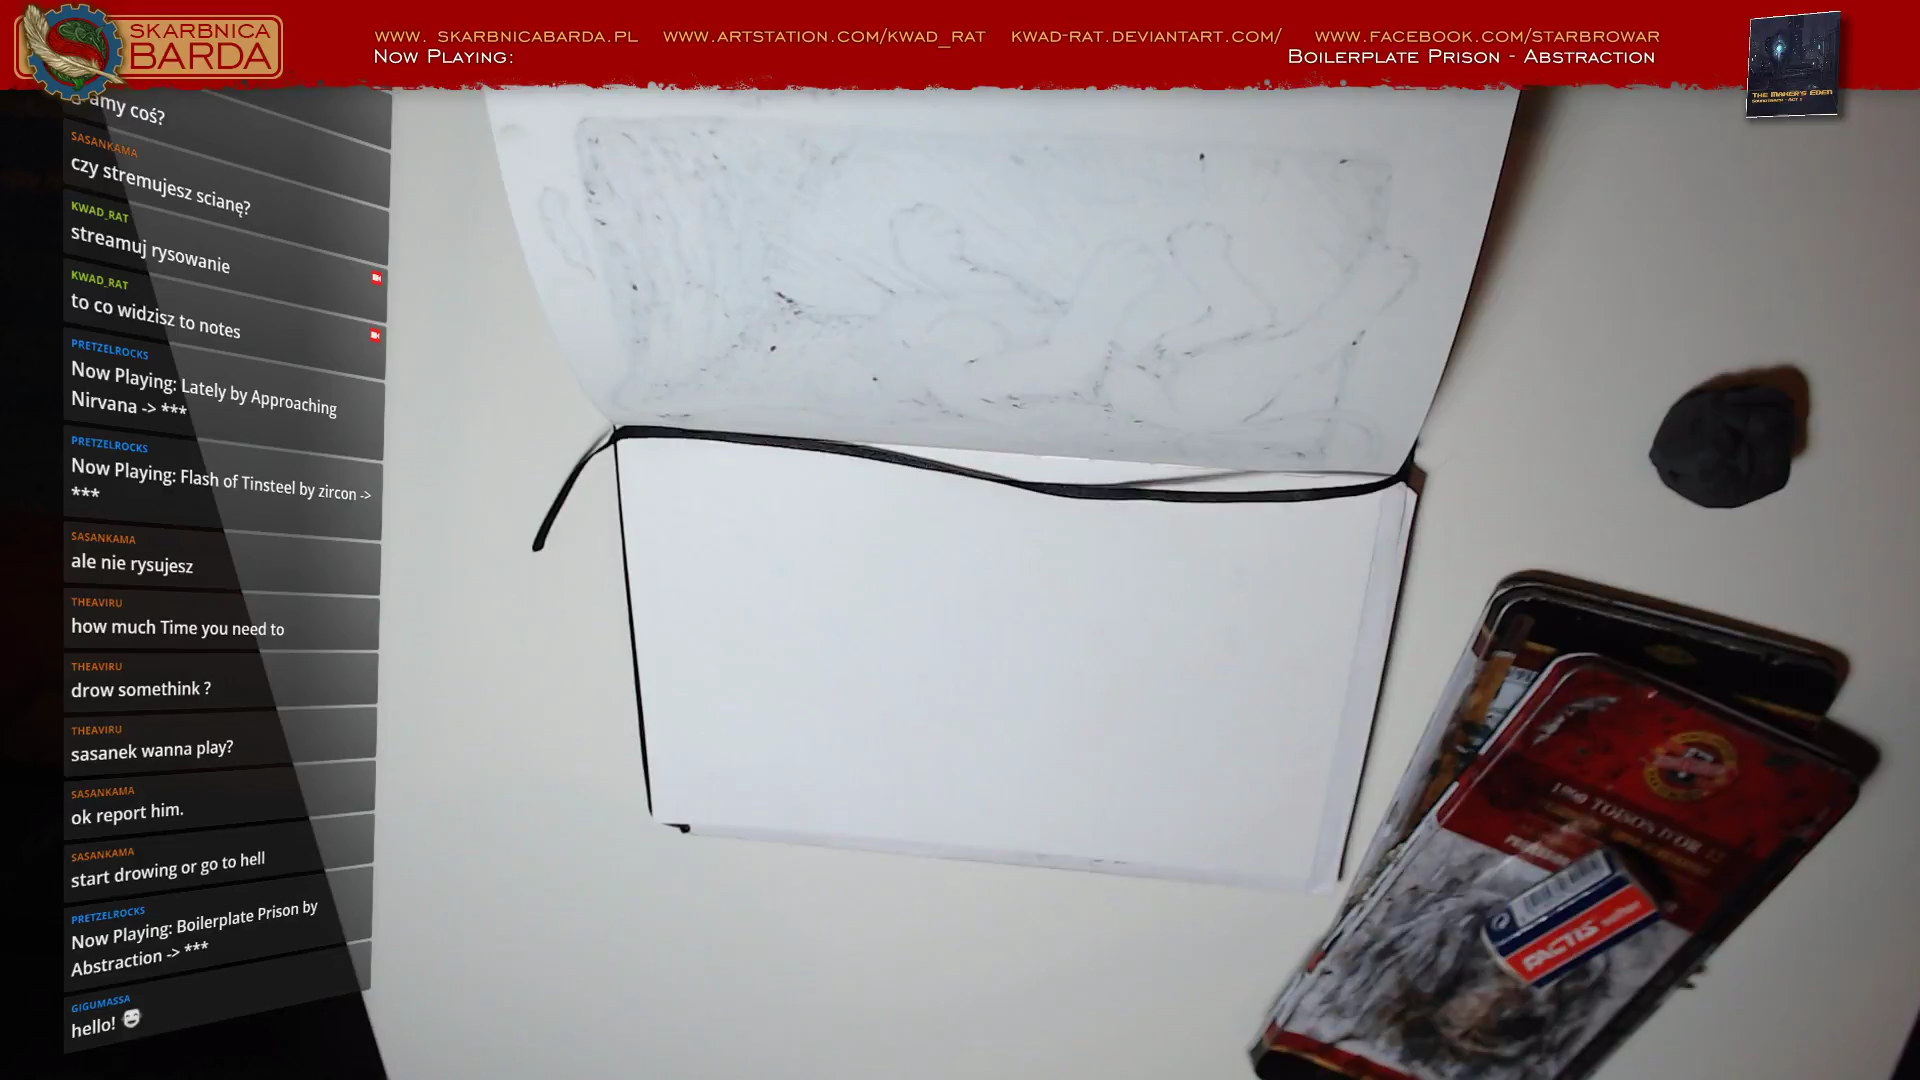 SKARBNICA
BARDA
www. skarbnicabarda.pl www.artstation.com/kwad_rat kwad-rat.deviantart.com/ www.facebook.com/starbrowar
Now Playing:
Boilerplate Prison - Abstraction
THE MAKER'S EDEN
amy coś?
SASANKAMA
czy stremujesz scianę?
KWAD_RAT
streamuj rysowanie
KWAD_RAT
to co widzisz to notes
PRETZELROCKS
Now Playing: Lately by Approaching
Nirvana -> ***
PRETZELROCKS
Now Playing: Flash of Tinsteel by zircon ->
***
SASANKAMA
ale nie rysujesz
THEAVIRU
how much Time you need to
THEAVIRU
drow somethink ?
THEAVIRU
sasanek wanna play?
SASANKAMA
ok report him.
SASANKAMA
start drowing or go to hell
PRETZELROCKS
Now Playing: Boilerplate Prison by
Abstraction -> ***
GIGUMASSA
hello!
FACTIS